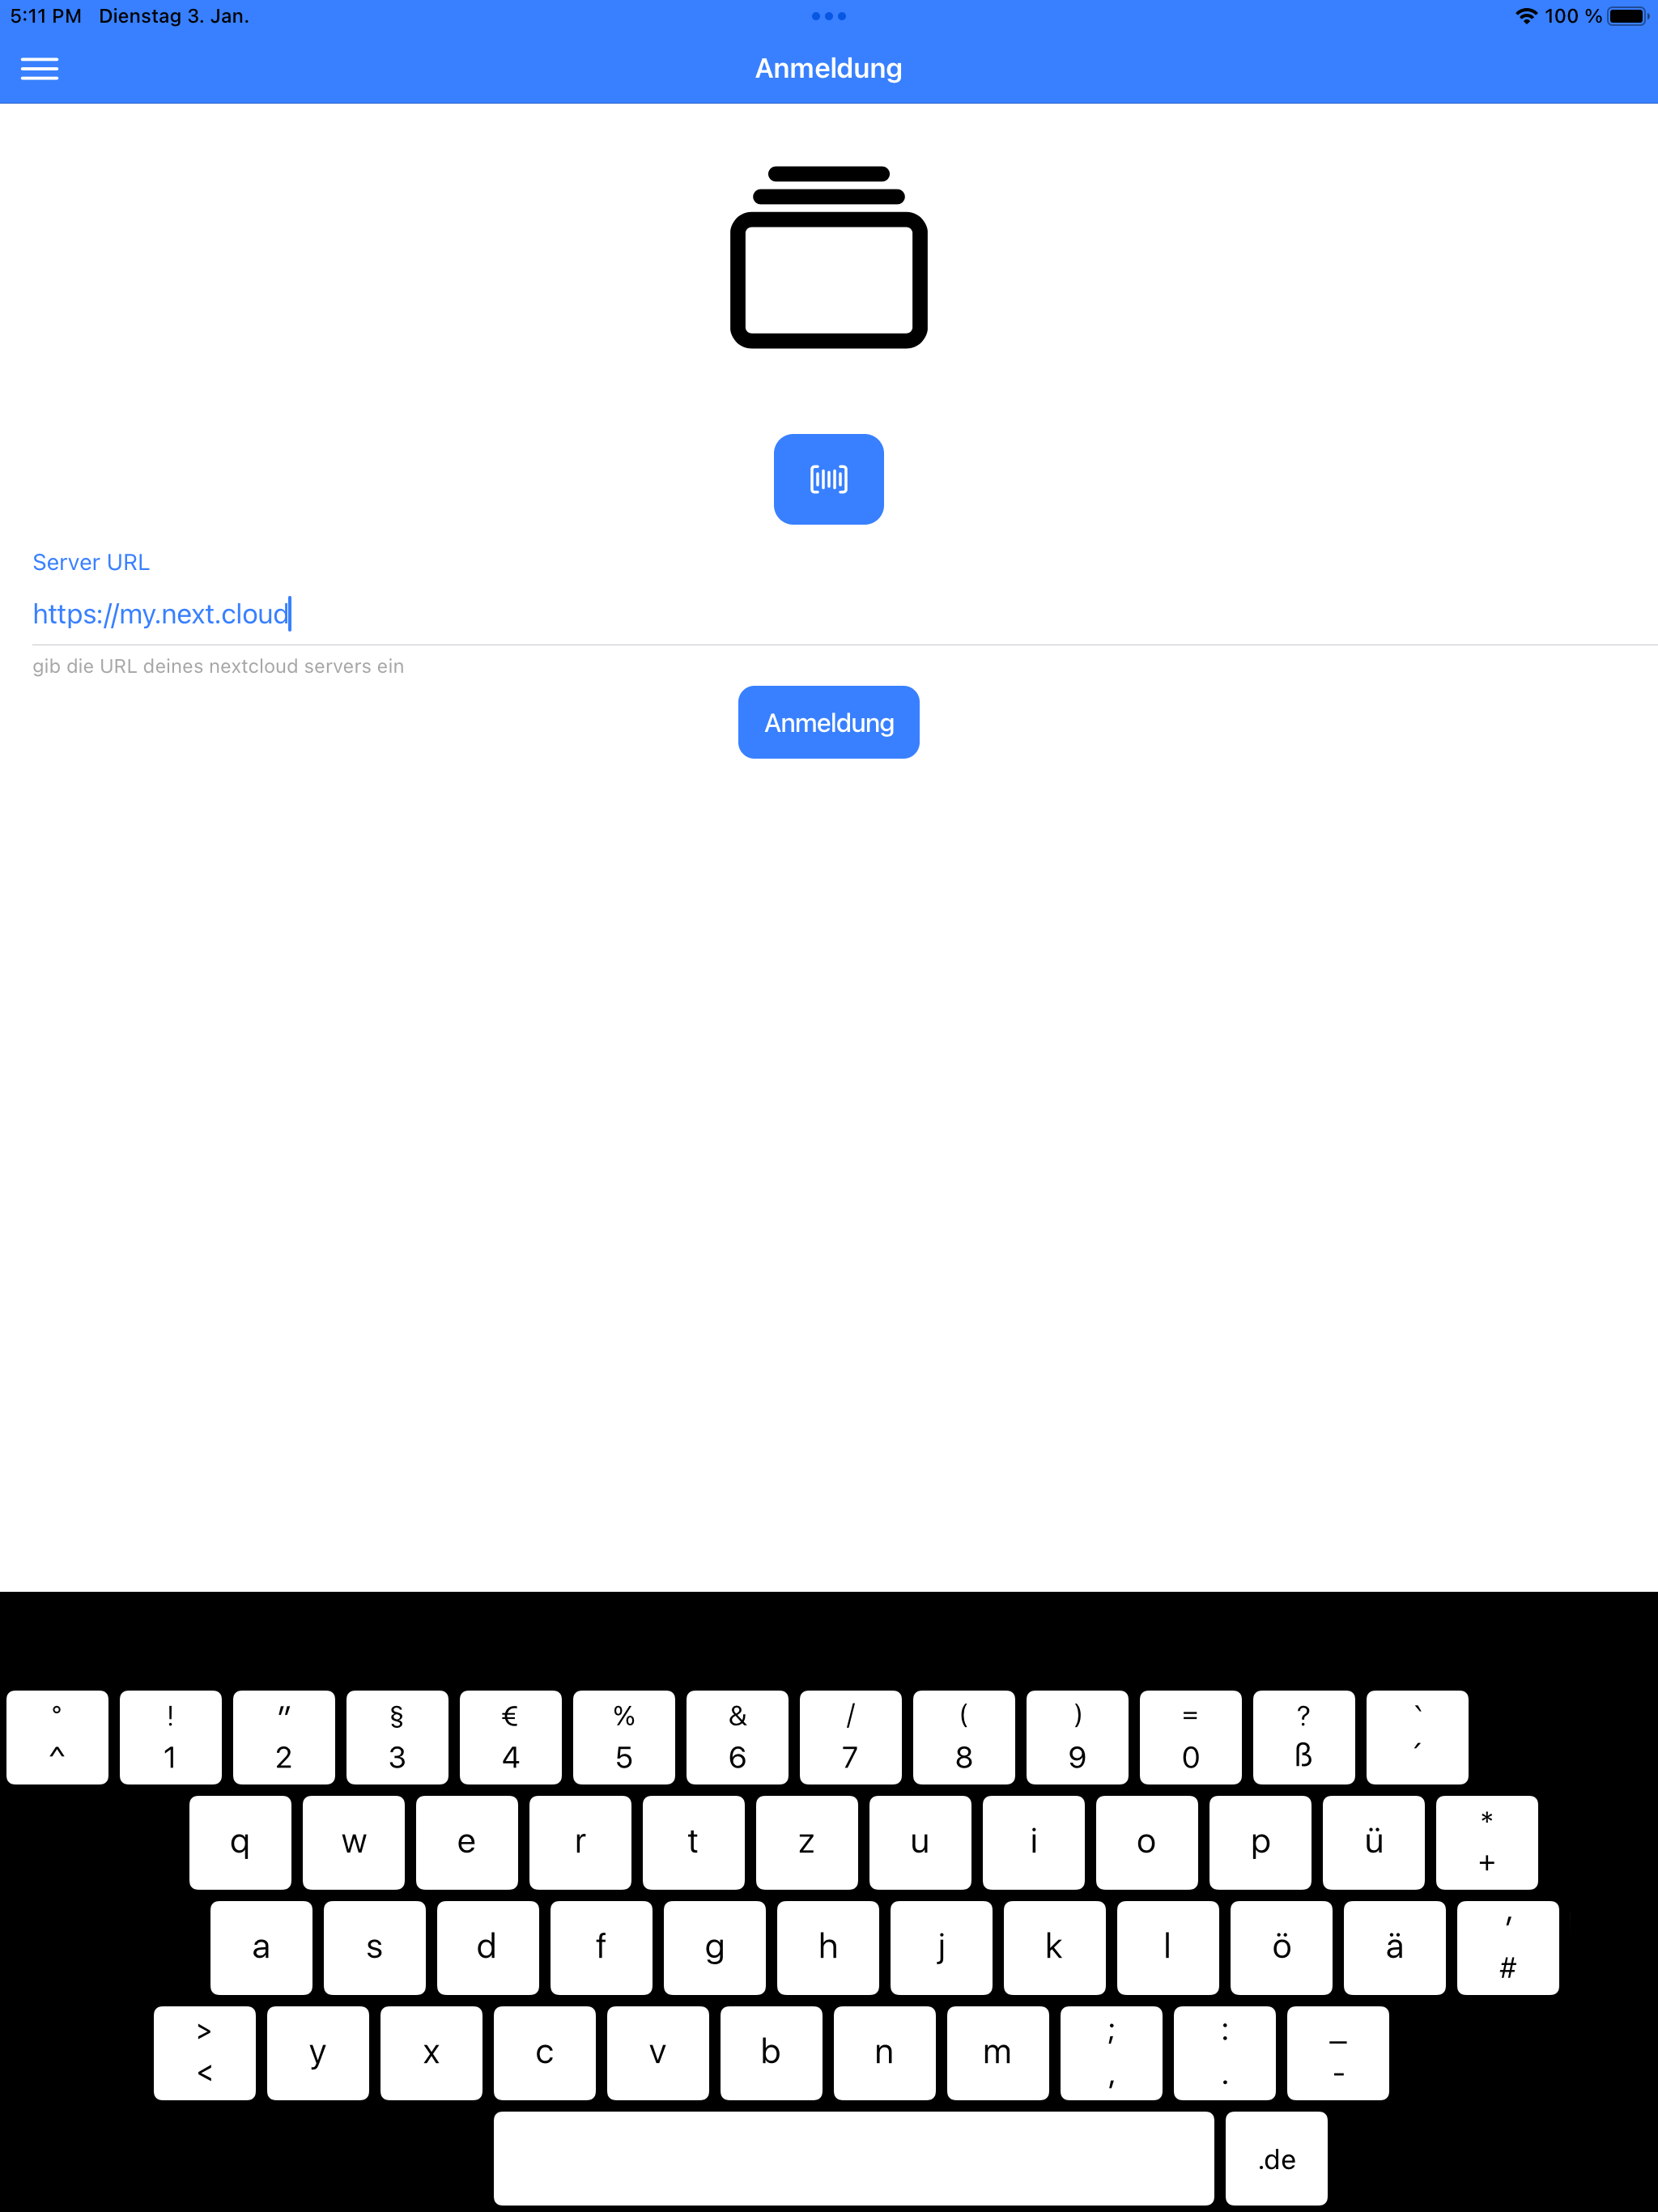 5:11 PM Dienstag 3. Jan. 100 %
Anmeldung
Server URL
https://my.next.cloud
gib die URL deines nextcloud servers ein
Anmeldung
° ! " § € % & / ( ) = ? `
^ 1 2 3 4 5 6 7 8 9 0 ß ´
q w e r t z u i o p ü * +
a s d f g h j k l ö ä ' #
> < y x c v b n m ; , : . _ -
.de